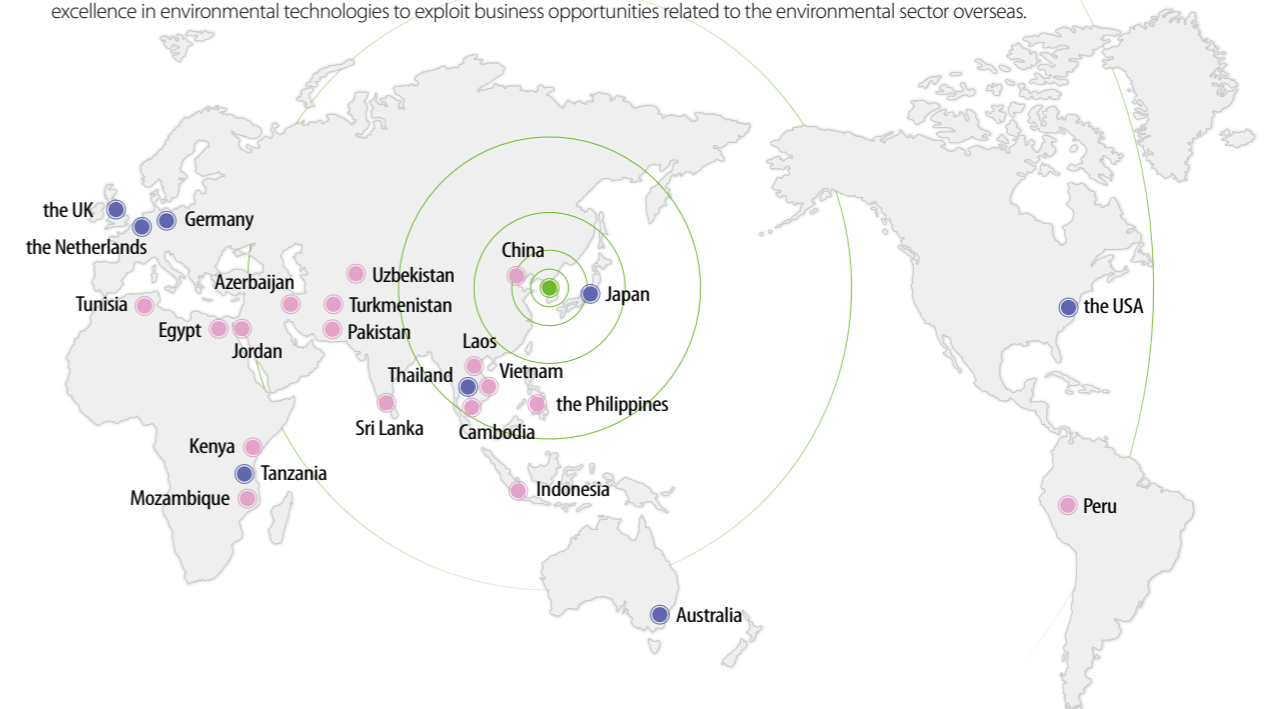 excellence in environmental technologies to exploit business opportunities related to the environmental sector overseas.
the UK
Germany
the Netherlands
China
Azerbaijan
Uzbekistan
Japan
Tunisia
Turkmenistan
the USA
Egypt
Pakistan
Jordan
Laos
Thailand
Vietnam
the Philippines
Sri Lanka
Cambodia
Kenya
Tanzania
Mozambique
Indonesia
Peru
Australia